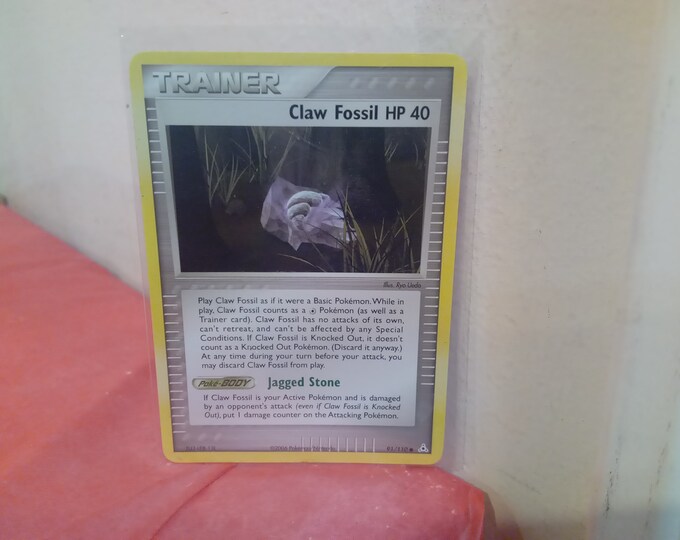 TRAINER
Claw Fossil HP 40
Illus. Ryo Ueda
Play Claw Fossil as if it were a Basic Pokémon. While in
play, Claw Fossil counts as a Pokémon (as well as a
Trainer card). Claw Fossil has no attacks of its own,
can't retreat, and can't be affected by any Special
Conditions. If Claw Fossil is Knocked Out, it doesn't
count as a Knocked Out Pokémon. (Discard it anyway.)
At any time during your turn before your attack, you
may discard Claw Fossil from play.
Poké-BODY Jagged Stone
If Claw Fossil is your Active Pokémon and is damaged
by an opponent's attack (even if Claw Fossil is Knocked
Out), put 1 damage counter on the Attacking Pokémon.